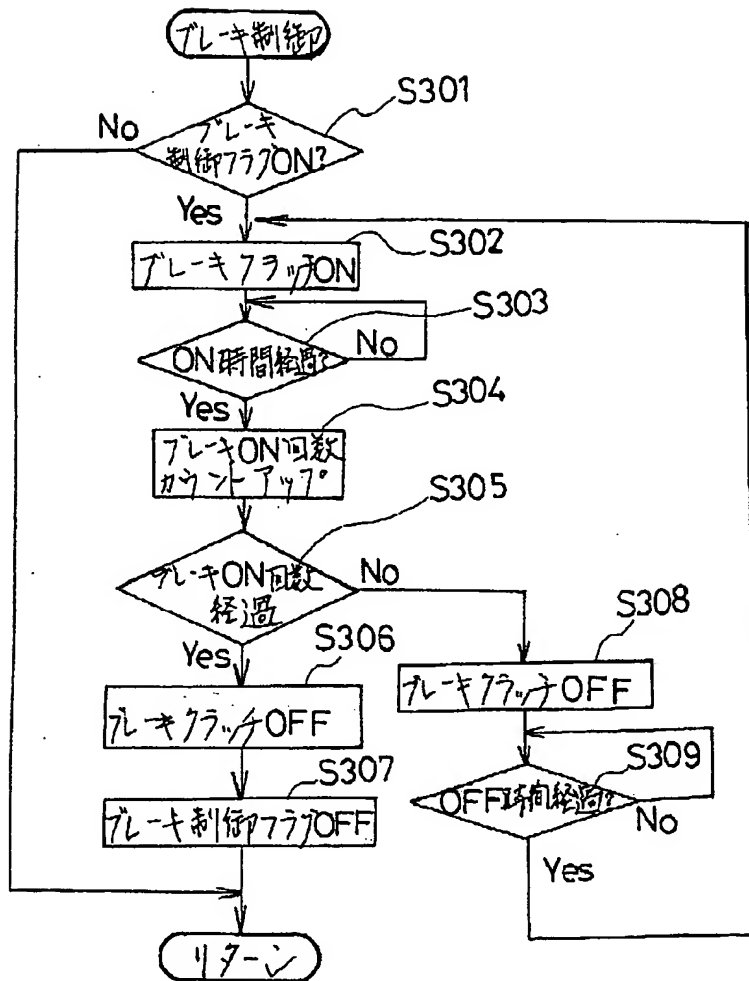 ブレーキ制御
S301
No
ブレーキ
制御フラグON?
Yes
S302
ブレーキクラッチON
S303
ON時間経過?
No
Yes
S304
ブレーキON回数
カウントアップ
S305
ブレーキON回数
経過
No
Yes
S306
ブレーキクラッチOFF
S307
ブレーキ制御フラグOFF
S308
ブレーキクラッチOFF
S309
OFF時間経過?
No
Yes
リターン